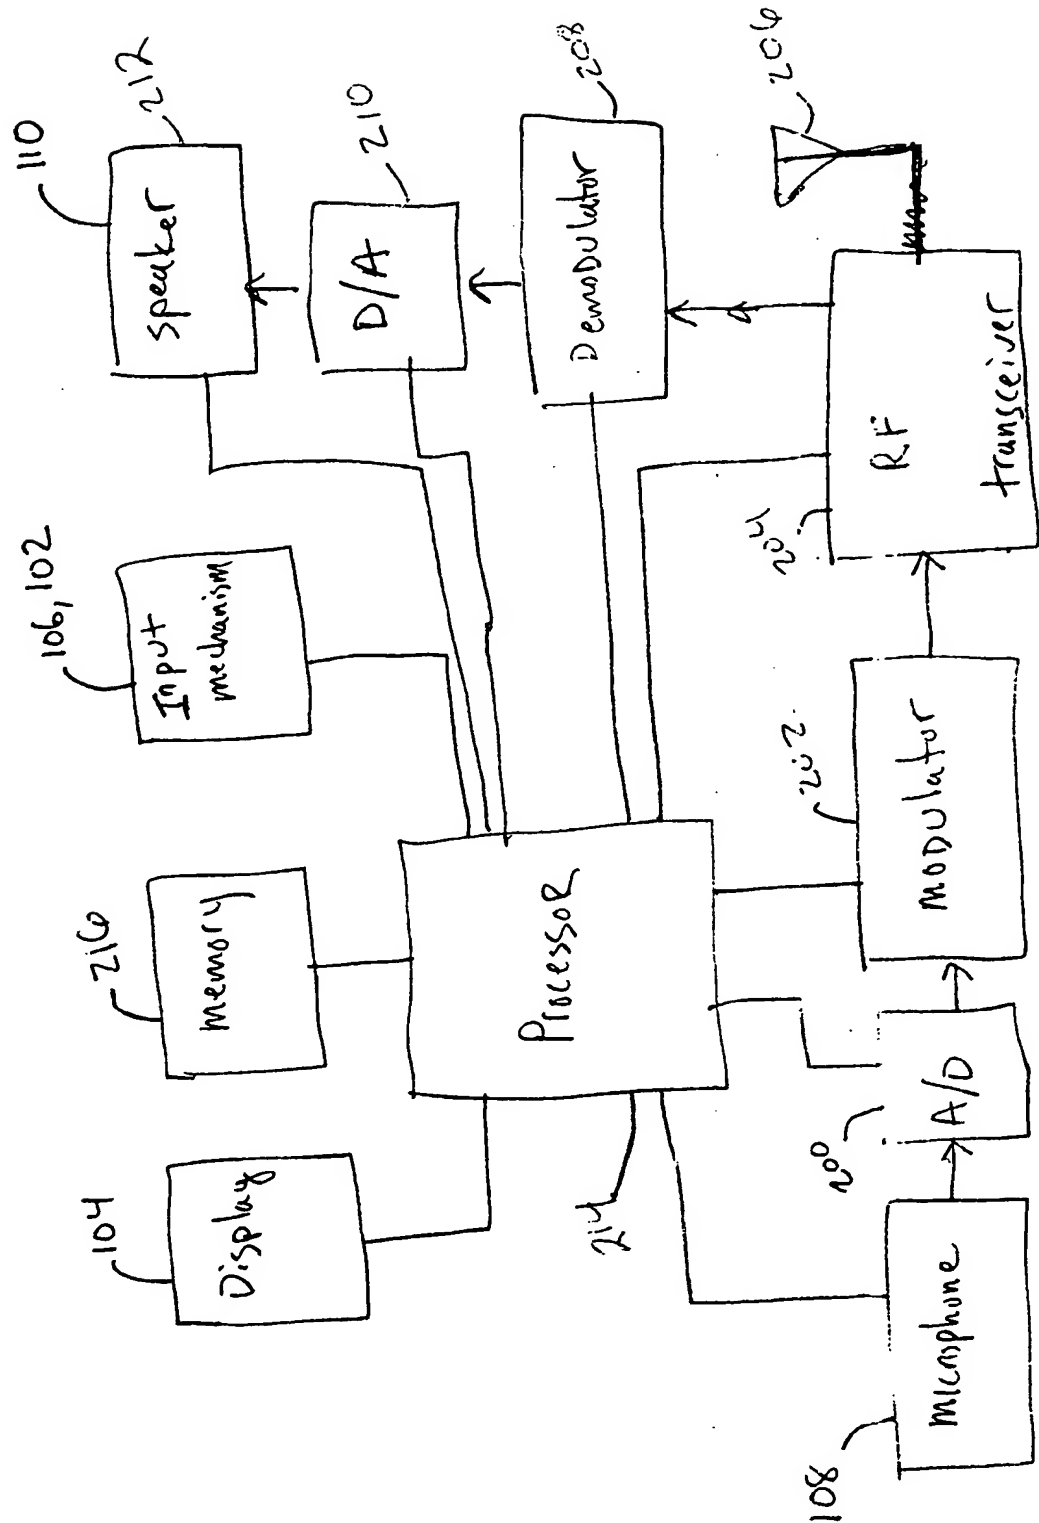 104
Display
216
memory
106, 102
Input
mechanism
110
speaker
212
D/A
210
Demodulator
208
Processor
214
108
microphone
200
A/D
202
MODulator
204
RF
transceiver
206